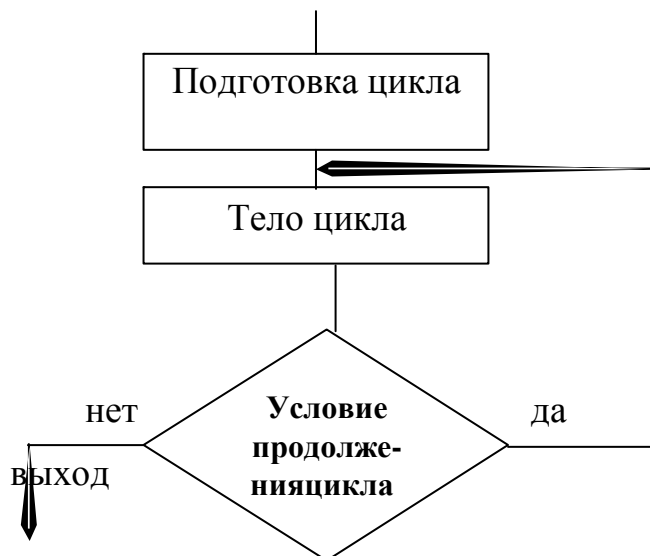 Подготовка цикла
Тело цикла
нет
Условие
да
продолже-
нияцикла
выход